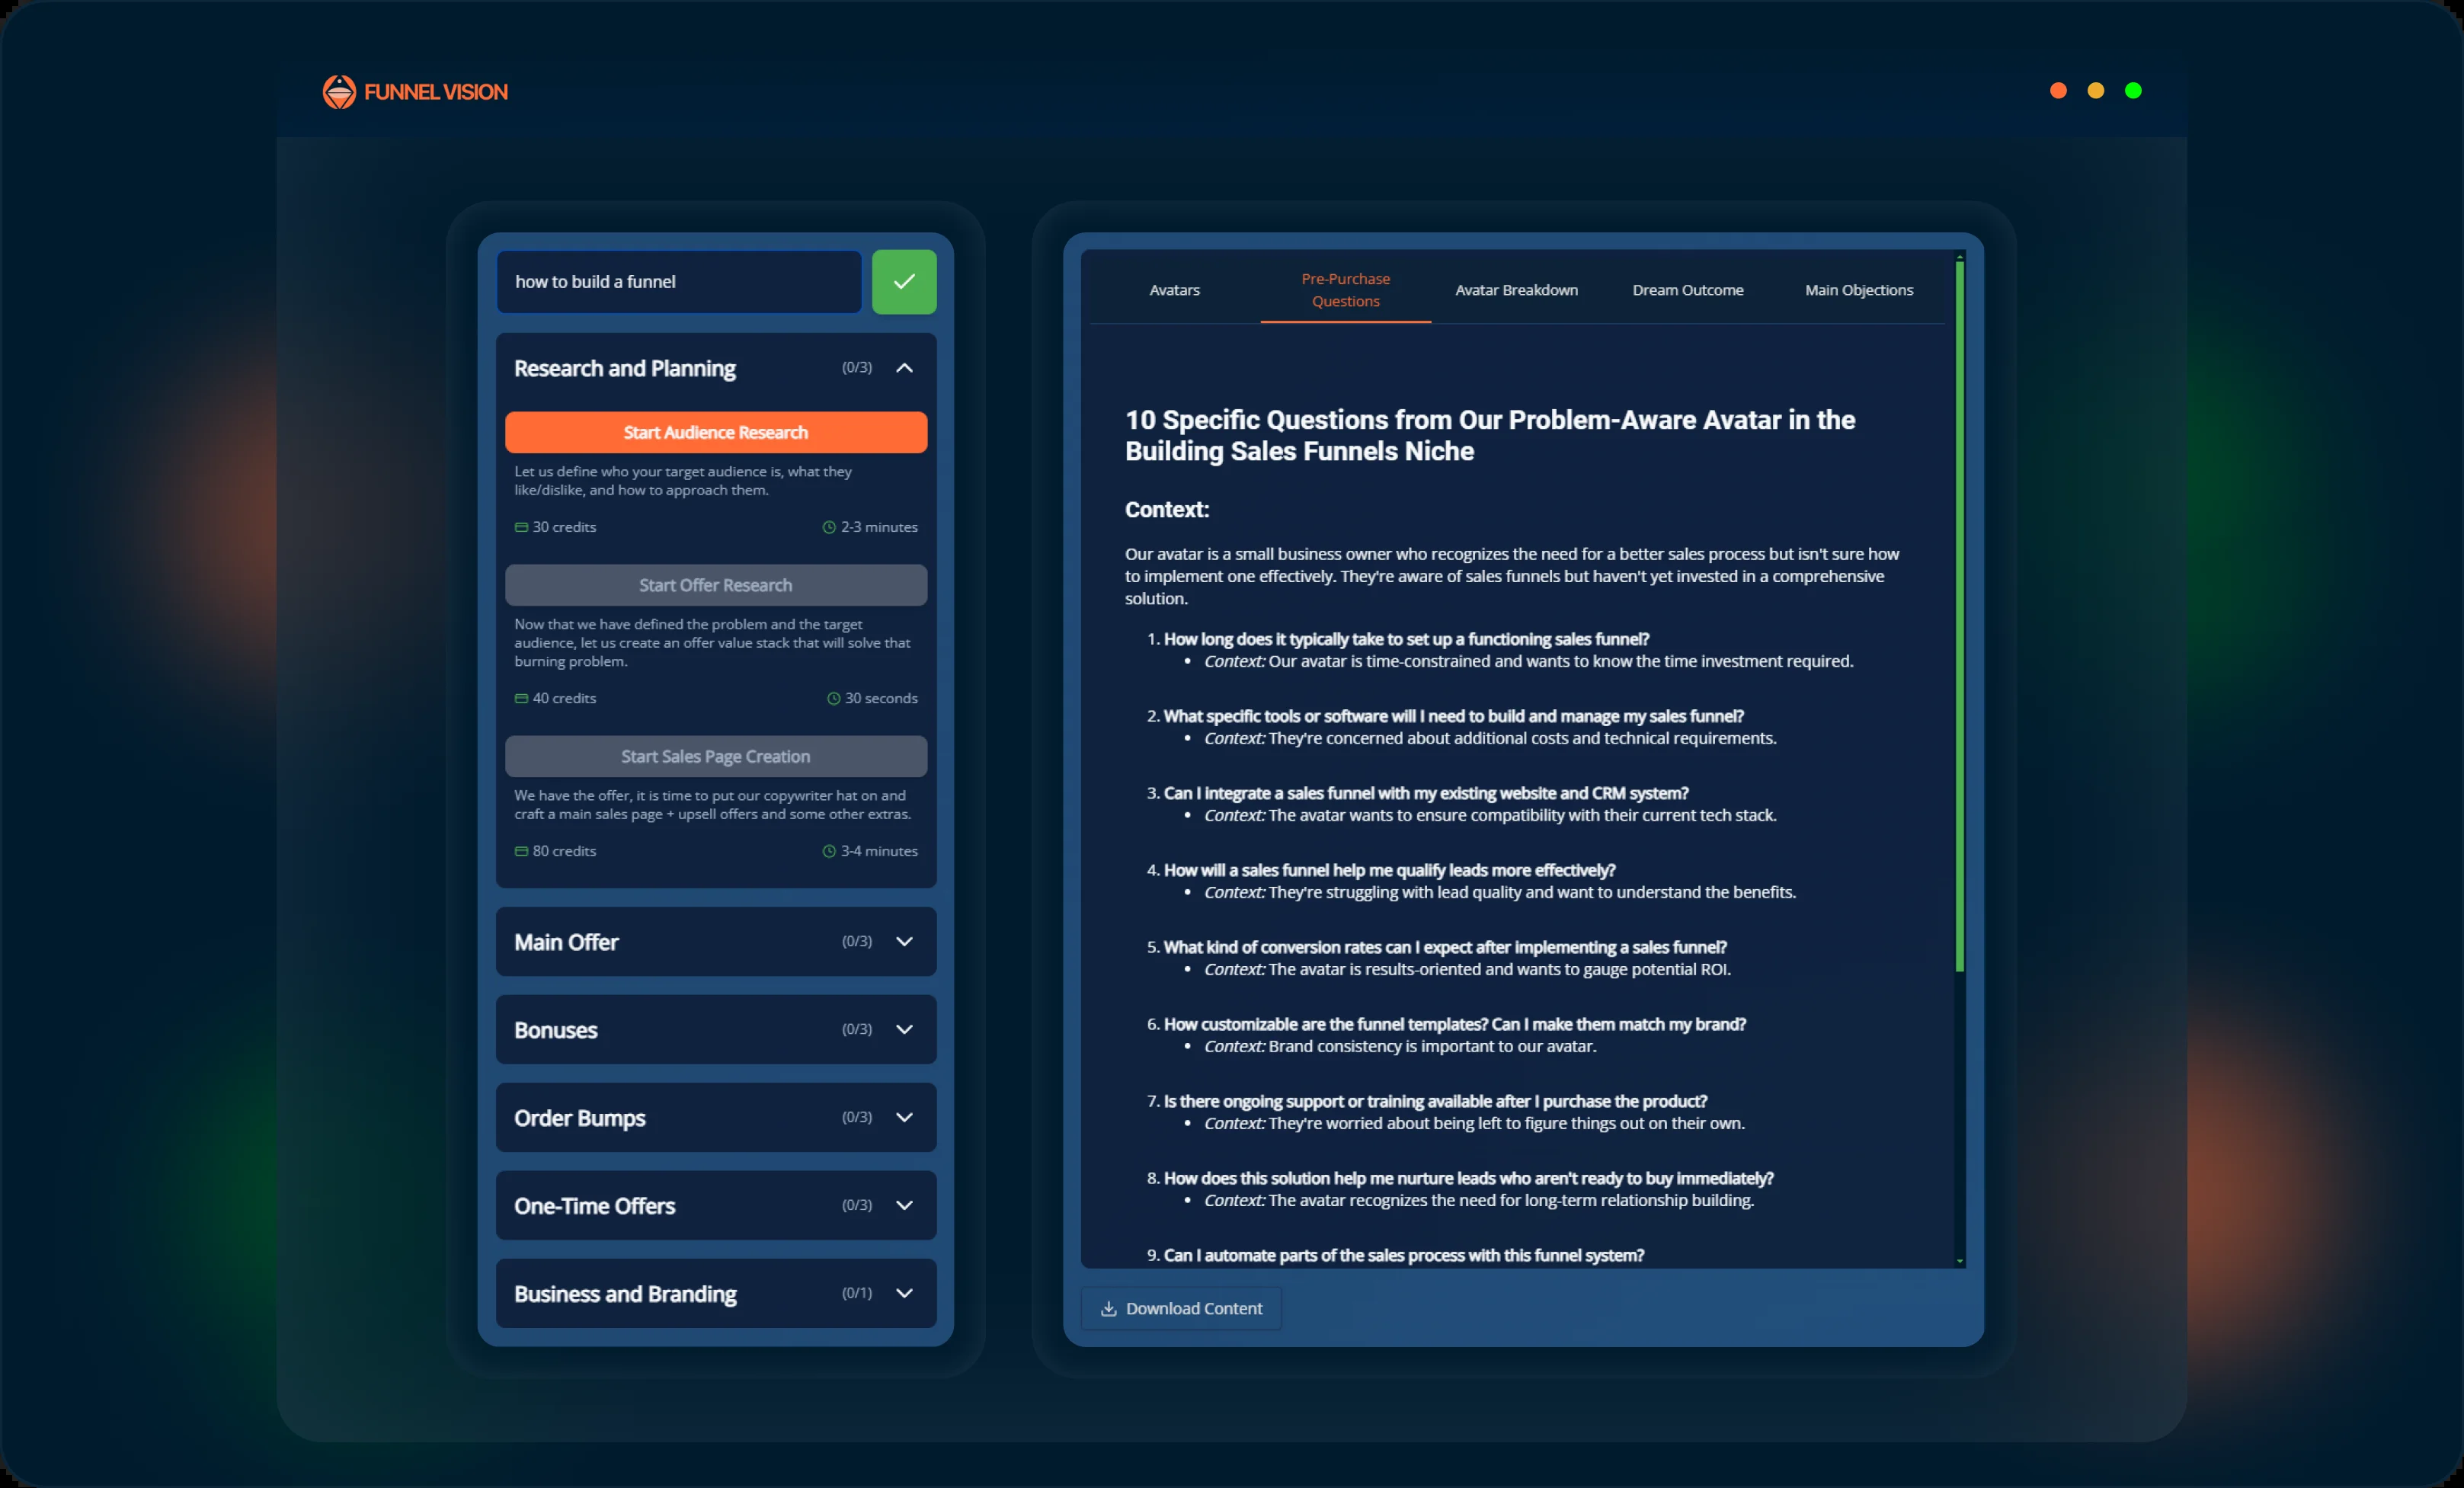 FUNNEL VISION
how to build a funnel
Research and Planning (0/3)
Start Audience Research
Let us define who your target audience is, what they
like/dislike, and how to approach them.
30 credits 2-3 minutes
Start Offer Research
Now that we have defined the problem and the target
audience, let us create an offer value stack that will solve that
burning problem.
40 credits 30 seconds
Start Sales Page Creation
We have the offer, it is time to put our copywriter hat on and
craft a main sales page + upsell offers and some other extras.
80 credits 3-4 minutes
Main Offer (0/3)
Bonuses (0/3)
Order Bumps (0/3)
One-Time Offers (0/3)
Business and Branding (0/1)
Avatars
Pre-Purchase
Questions
Avatar Breakdown
Dream Outcome
Main Objections
10 Specific Questions from Our Problem-Aware Avatar in the
Building Sales Funnels Niche
Context:
Our avatar is a small business owner who recognizes the need for a better sales process but isn't sure how
to implement one effectively. They're aware of sales funnels but haven't yet invested in a comprehensive
solution.
1. How long does it typically take to set up a functioning sales funnel?
• Context: Our avatar is time-constrained and wants to know the time investment required.
2. What specific tools or software will I need to build and manage my sales funnel?
• Context: They're concerned about additional costs and technical requirements.
3. Can I integrate a sales funnel with my existing website and CRM system?
• Context: The avatar wants to ensure compatibility with their current tech stack.
4. How will a sales funnel help me qualify leads more effectively?
• Context: They're struggling with lead quality and want to understand the benefits.
5. What kind of conversion rates can I expect after implementing a sales funnel?
• Context: The avatar is results-oriented and wants to gauge potential ROI.
6. How customizable are the funnel templates? Can I make them match my brand?
• Context: Brand consistency is important to our avatar.
7. Is there ongoing support or training available after I purchase the product?
• Context: They're worried about being left to figure things out on their own.
8. How does this solution help me nurture leads who aren't ready to buy immediately?
• Context: The avatar recognizes the need for long-term relationship building.
9. Can I automate parts of the sales process with this funnel system?
Download Content